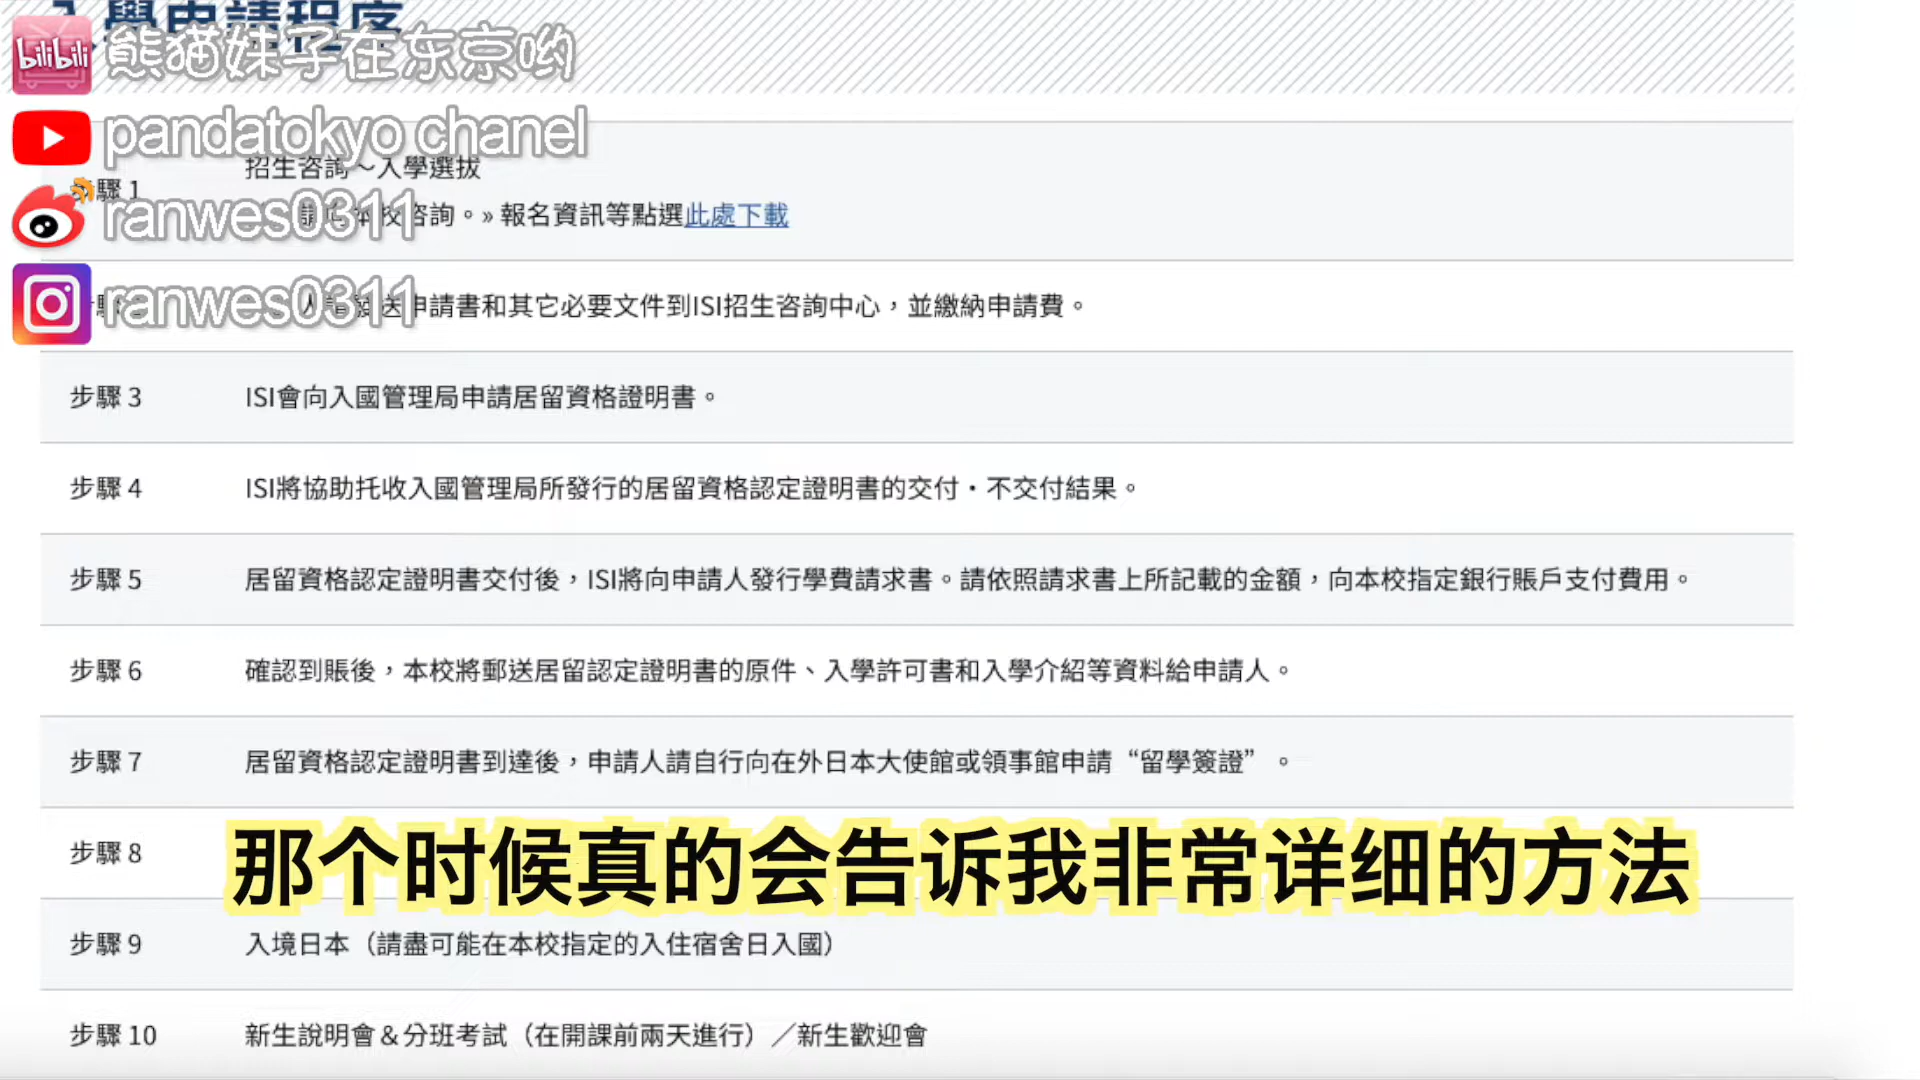 入學申請程序
bilibili 熊猫妹子在东京哟
pandatokyo chanel
招生咨詢～入學選拔
步驟 1
ranwes0311
本校咨詢。» 報名資訊等點選此處下載
ranwes0311
申請書和其它必要文件到ISI招生咨詢中心，並繳納申請費。
步驟 3 ISI會向入國管理局申請居留資格證明書。
步驟 4 ISI將協助托收入國管理局所發行的居留資格認定證明書的交付・不交付結果。
步驟 5 居留資格認定證明書交付後，ISI將向申請人發行學費請求書。請依照請求書上所記載的金額，向本校指定銀行賬戶支付費用。
步驟 6 確認到賬後，本校將郵送居留認定證明書的原件、入學許可書和入學介紹等資料給申請人。
步驟 7 居留資格認定證明書到達後，申請人請自行向在外日本大使館或領事館申請“留學簽證”。
步驟 8
那个时候真的会告诉我非常详细的方法
步驟 9 入境日本（請盡可能在本校指定的入住宿舍日入國）
步驟 10 新生說明會＆分班考試（在開課前兩天進行）／新生歡迎會